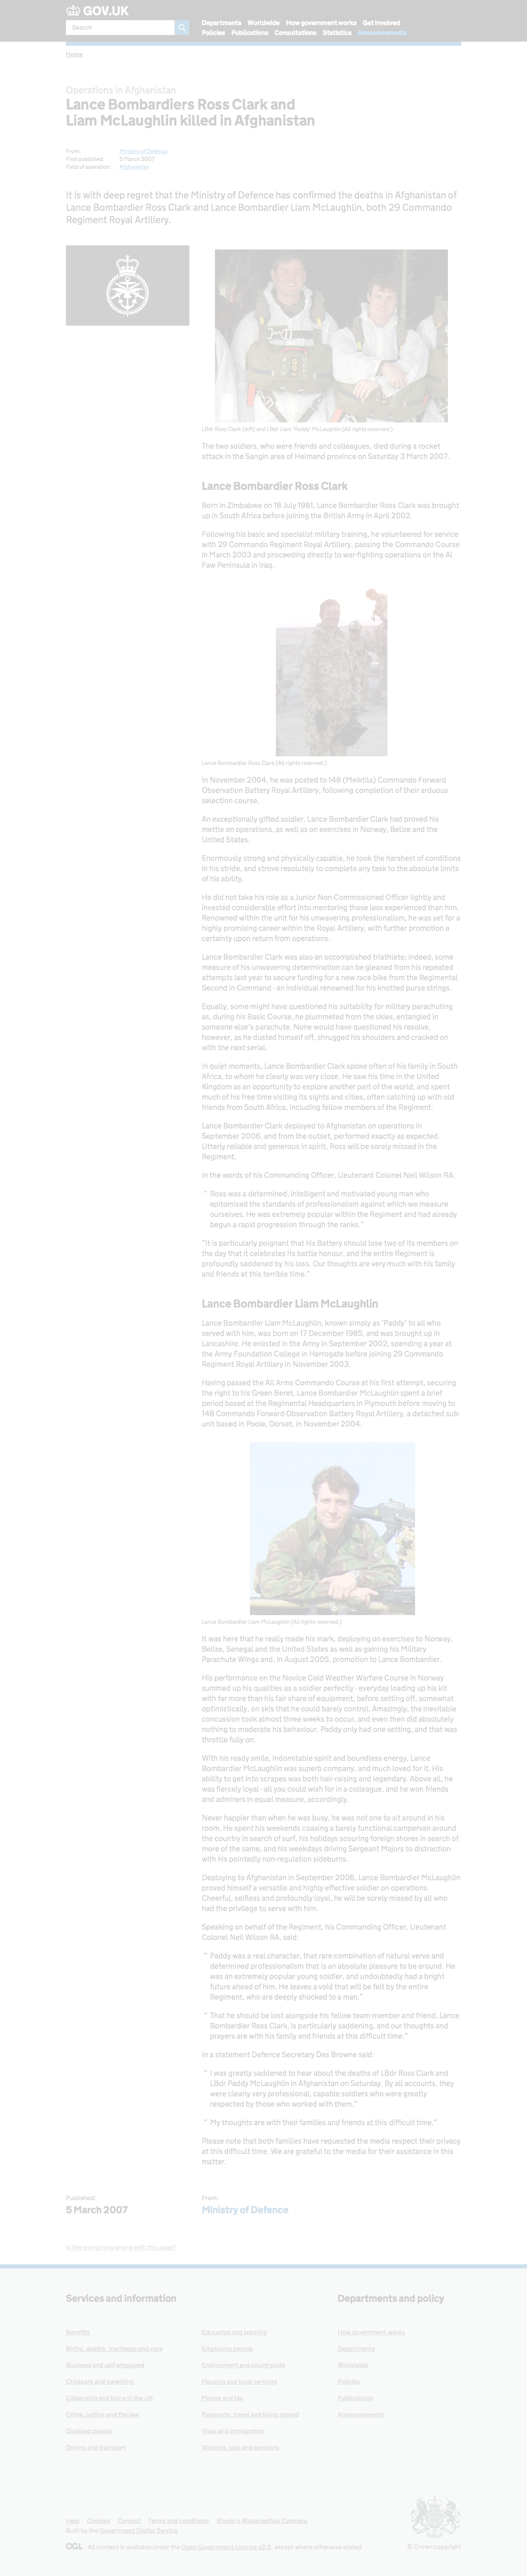 GOV.UK
Search
Departments Worldwide How government works Get involved
Policies Publications Consultations Statistics Announcements
Home
Operations in Afghanistan
Lance Bombardiers Ross Clark and
Liam McLaughlin killed in Afghanistan
From: Ministry of Defence
First published: 5 March 2007
Field of operation: Afghanistan
It is with deep regret that the Ministry of Defence has confirmed the deaths in Afghanistan of
Lance Bombardier Ross Clark and Lance Bombardier Liam McLaughlin, both 29 Commando
Regiment Royal Artillery.
LBdr Ross Clark (left) and LBdr Liam 'Paddy' McLaughlin (All rights reserved.)
The two soldiers, who were friends and colleagues, died during a rocket
attack in the Sangin area of Helmand province on Saturday 3 March 2007.
Lance Bombardier Ross Clark
Born in Zimbabwe on 18 July 1981, Lance Bombardier Ross Clark was brought
up in South Africa before joining the British Army in April 2002.
Following his basic and specialist military training, he volunteered for service
with 29 Commando Regiment Royal Artillery, passing the Commando Course
in March 2003 and proceeding directly to war-fighting operations on the Al
Faw Peninsula in Iraq.
Lance Bombardier Ross Clark (All rights reserved.)
In November 2004, he was posted to 148 (Meiktila) Commando Forward
Observation Battery Royal Artillery, following completion of their arduous
selection course.
An exceptionally gifted soldier, Lance Bombardier Clark had proved his
mettle on operations, as well as on exercises in Norway, Belize and the
United States.
Enormously strong and physically capable, he took the harshest of conditions
in his stride, and strove resolutely to complete any task to the absolute limits
of his ability.
He did not take his role as a Junior Non-Commissioned Officer lightly and
invested considerable effort into mentoring those less experienced than him.
Renowned within the unit for his unwavering professionalism, he was set for a
highly promising career within the Royal Artillery, with further promotion a
certainty upon return from operations.
Lance Bombardier Clark was also an accomplished triathlete; indeed, some
measure of his unwavering determination can be gleaned from his repeated
attempts last year to secure funding for a new race bike from the Regimental
Second in Command - an individual renowned for his knotted purse strings.
Equally, some might have questioned his suitability for military parachuting
as, during his Basic Course, he plummeted from the skies, entangled in
someone else's parachute. None would have questioned his resolve,
however, as he dusted himself off, shrugged his shoulders and cracked on
with the next serial.
In quiet moments, Lance Bombardier Clark spoke often of his family in South
Africa, to whom he clearly was very close. He saw his time in the United
Kingdom as an opportunity to explore another part of the world, and spent
much of his free time visiting its sights and cities, often catching up with old
friends from South Africa, including fellow members of the Regiment.
Lance Bombardier Clark deployed to Afghanistan on operations in
September 2006, and from the outset, performed exactly as expected.
Utterly reliable and generous in spirit, Ross will be sorely missed in the
Regiment.
In the words of his Commanding Officer, Lieutenant Colonel Neil Wilson RA:
" Ross was a determined, intelligent and motivated young man who
epitomised the standards of professionalism against which we measure
ourselves. He was extremely popular within the Regiment and had already
begun a rapid progression through the ranks."
"It is particularly poignant that his Battery should lose two of its members on
the day that it celebrates its battle honour, and the entire Regiment is
profoundly saddened by his loss. Our thoughts are very much with his family
and friends at this terrible time."
Lance Bombardier Liam McLaughlin
Lance Bombardier Liam McLaughlin, known simply as 'Paddy' to all who
served with him, was born on 17 December 1985, and was brought up in
Lancashire. He enlisted in the Army in September 2002, spending a year at
the Army Foundation College in Harrogate before joining 29 Commando
Regiment Royal Artillery in November 2003.
Having passed the All Arms Commando Course at his first attempt, securing
the right to his Green Beret, Lance Bombardier McLaughlin spent a brief
period based at the Regimental Headquarters in Plymouth before moving to
148 Commando Forward Observation Battery Royal Artillery, a detached sub-
unit based in Poole, Dorset, in November 2004.
Lance Bombardier Liam McLaughlin (All rights reserved.)
It was here that he really made his mark, deploying on exercises to Norway,
Belize, Senegal and the United States as well as gaining his Military
Parachute Wings and, in August 2005, promotion to Lance Bombardier.
His performance on the Novice Cold Weather Warfare Course in Norway
summed up his qualities as a soldier perfectly - everyday loading up his kit
with far more than his fair share of equipment, before setting off, somewhat
optimistically, on skis that he could barely control. Amazingly, the inevitable
concussion took almost three weeks to occur, and even then did absolutely
nothing to moderate his behaviour. Paddy only had one setting, and that was
throttle fully on.
With his ready smile, indomitable spirit and boundless energy, Lance
Bombardier McLaughlin was superb company, and much loved for it. His
ability to get into scrapes was both hair-raising and legendary. Above all, he
was fiercely loyal - all you could wish for in a colleague, and he won friends
and admirers in equal measure, accordingly.
Never happier than when he was busy, he was not one to sit around in his
room. He spent his weekends coaxing a barely functional campervan around
the country in search of surf, his holidays scouring foreign shores in search of
more of the same, and his weekdays driving Sergeant Majors to distraction
with his pointedly non-regulation sideburns.
Deploying to Afghanistan in September 2006, Lance Bombardier McLaughlin
proved himself a versatile and highly effective soldier on operations.
Cheerful, selfless and profoundly loyal, he will be sorely missed by all who
had the privilege to serve with him.
Speaking on behalf of the Regiment, his Commanding Officer, Lieutenant
Colonel Neil Wilson RA, said:
" Paddy was a real character, that rare combination of natural verve and
determined professionalism that is an absolute pleasure to be around. He
was an extremely popular young soldier, and undoubtedly had a bright
future ahead of him. He leaves a void that will be felt by the entire
Regiment, who are deeply shocked to a man."
" That he should be lost alongside his fellow team-member and friend, Lance
Bombardier Ross Clark, is particularly saddening, and our thoughts and
prayers are with his family and friends at this difficult time."
In a statement Defence Secretary Des Browne said:
" I was greatly saddened to hear about the deaths of LBdr Ross Clark and
LBdr Paddy McLaughlin in Afghanistan on Saturday. By all accounts, they
were clearly very professional, capable soldiers who were greatly
respected by those who worked with them."
" My thoughts are with their families and friends at this difficult time."
Please note that both families have requested the media respect their privacy
at this difficult time. We are grateful to the media for their assistance in this
matter.
Published: From:
5 March 2007 Ministry of Defence
Is there anything wrong with this page?
Services and information Departments and policy
Benefits Education and learning How government works
Births, deaths, marriages and care Employing people Departments
Business and self-employed Environment and countryside Worldwide
Childcare and parenting Housing and local services Policies
Citizenship and living in the UK Money and tax Publications
Crime, justice and the law Passports, travel and living abroad Announcements
Disabled people Visas and immigration
Driving and transport Working, jobs and pensions
Help Cookies Contact Terms and conditions Rhestr o Wasanaethau Cymraeg
Built by the Government Digital Service
OGL All content is available under the Open Government Licence v3.0, except where otherwise stated
© Crown copyright